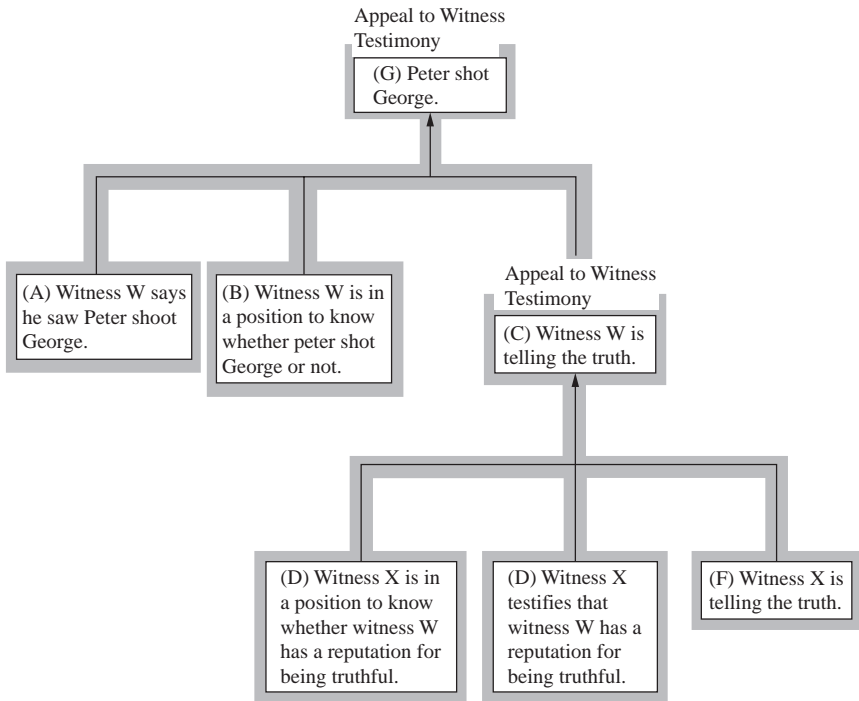 Appeal to Witness
Testimony
(G) Peter shot
George.
(A) Witness W says
he saw Peter shoot
George.
(B) Witness W is in
a position to know
whether peter shot
George or not.
Appeal to Witness
Testimony
(C) Witness W is
telling the truth.
(D) Witness X is in
a position to know
whether witness W
has a reputation for
being truthful.
(D) Witness X
testifies that
witness W has a
reputation for
being truthful.
(F) Witness X is
telling the truth.